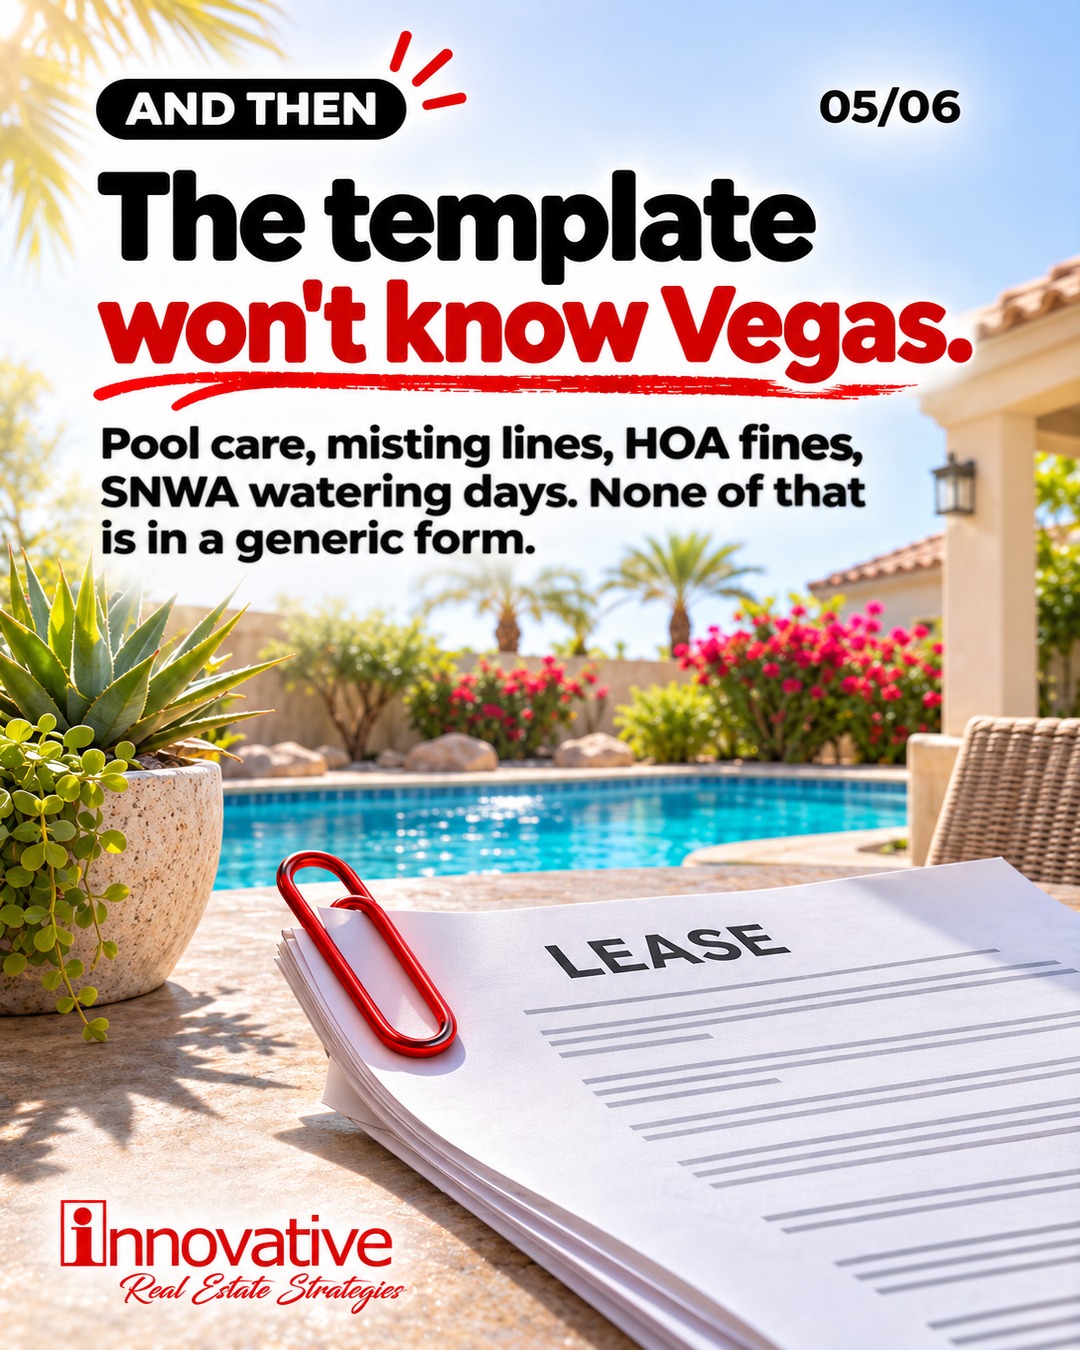 AND THEN
05/06
The template
won't know Vegas.
Pool care, misting lines, HOA fines,
SNWA watering days. None of that
is in a generic form.
LEASE
innovative
Real Estate Strategies